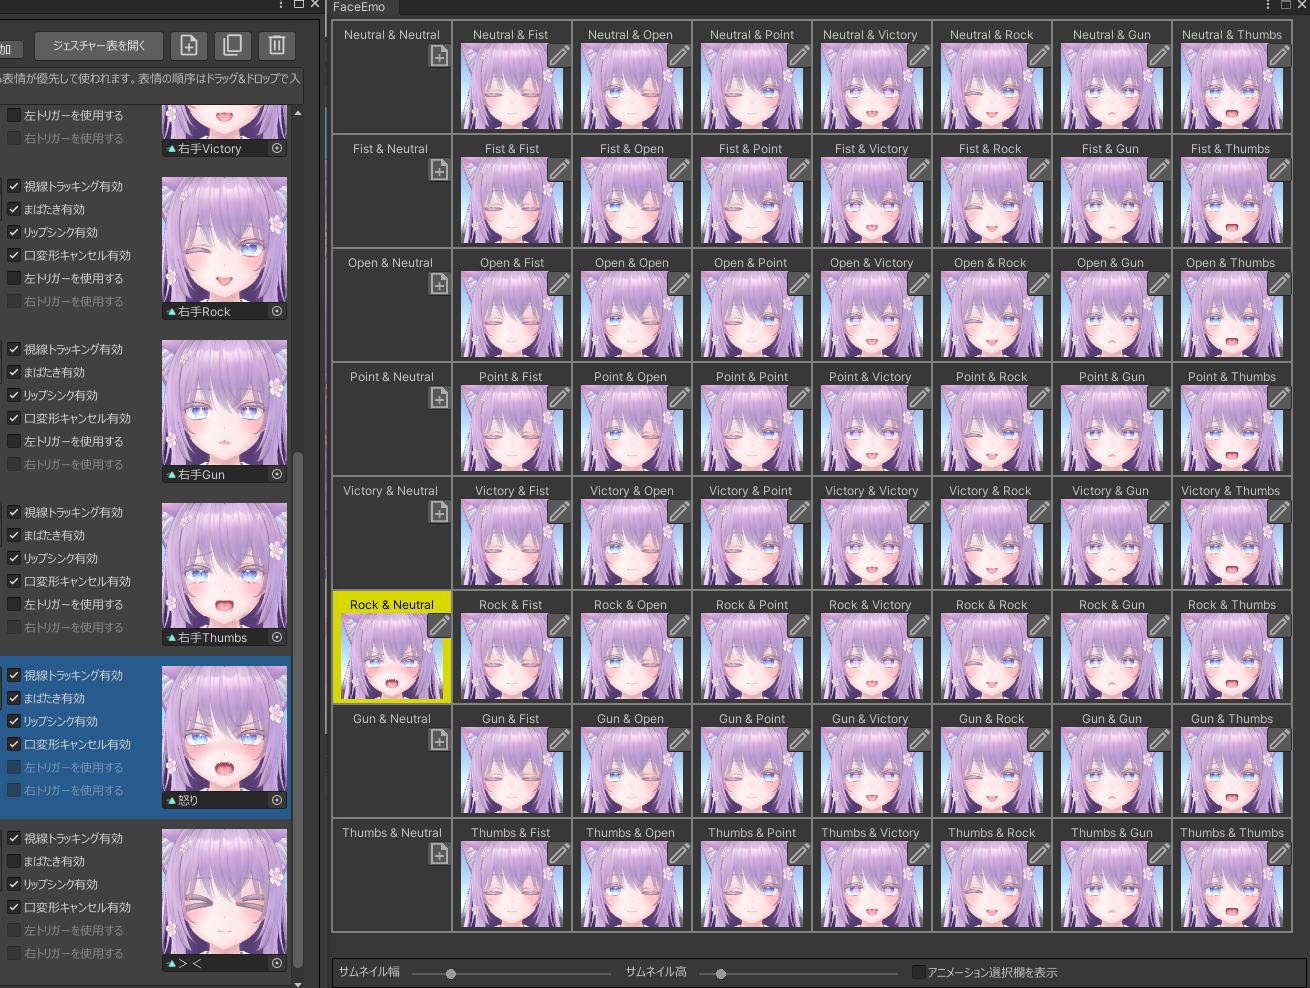 FaceEmo
加
ジェスチャー表を開く
る表情が優先して使われます。表情の順序はドラッグ&ドロップで入
左トリガーを使用する
右トリガーを使用する
右手Victory
視線トラッキング有効
まばたき有効
リップシンク有効
口変形キャンセル有効
左トリガーを使用する
右トリガーを使用する
右手Rock
視線トラッキング有効
まばたき有効
リップシンク有効
口変形キャンセル有効
左トリガーを使用する
右トリガーを使用する
右手Gun
視線トラッキング有効
まばたき有効
リップシンク有効
口変形キャンセル有効
左トリガーを使用する
右トリガーを使用する
右手Thumbs
視線トラッキング有効
まばたき有効
リップシンク有効
口変形キャンセル有効
左トリガーを使用する
右トリガーを使用する
怒り
視線トラッキング有効
まばたき有効
リップシンク有効
口変形キャンセル有効
左トリガーを使用する
右トリガーを使用する
＞＜
Neutral & Neutral Neutral & Fist Neutral & Open Neutral & Point Neutral & Victory Neutral & Rock Neutral & Gun Neutral & Thumbs
Fist & Neutral Fist & Fist Fist & Open Fist & Point Fist & Victory Fist & Rock Fist & Gun Fist & Thumbs
Open & Neutral Open & Fist Open & Open Open & Point Open & Victory Open & Rock Open & Gun Open & Thumbs
Point & Neutral Point & Fist Point & Open Point & Point Point & Victory Point & Rock Point & Gun Point & Thumbs
Victory & Neutral Victory & Fist Victory & Open Victory & Point Victory & Victory Victory & Rock Victory & Gun Victory & Thumbs
Rock & Neutral Rock & Fist Rock & Open Rock & Point Rock & Victory Rock & Rock Rock & Gun Rock & Thumbs
Gun & Neutral Gun & Fist Gun & Open Gun & Point Gun & Victory Gun & Rock Gun & Gun Gun & Thumbs
Thumbs & Neutral Thumbs & Fist Thumbs & Open Thumbs & Point Thumbs & Victory Thumbs & Rock Thumbs & Gun Thumbs & Thumbs
サムネイル幅 サムネイル高 アニメーション選択欄を表示